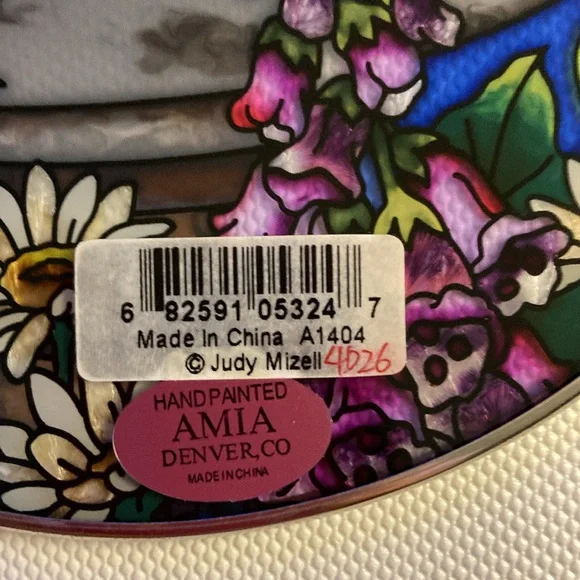 6 82591 05324 7
Made In China A1404
© Judy Mizell 4D26
HAND PAINTED
AMIA
DENVER, CO
MADE IN CHINA